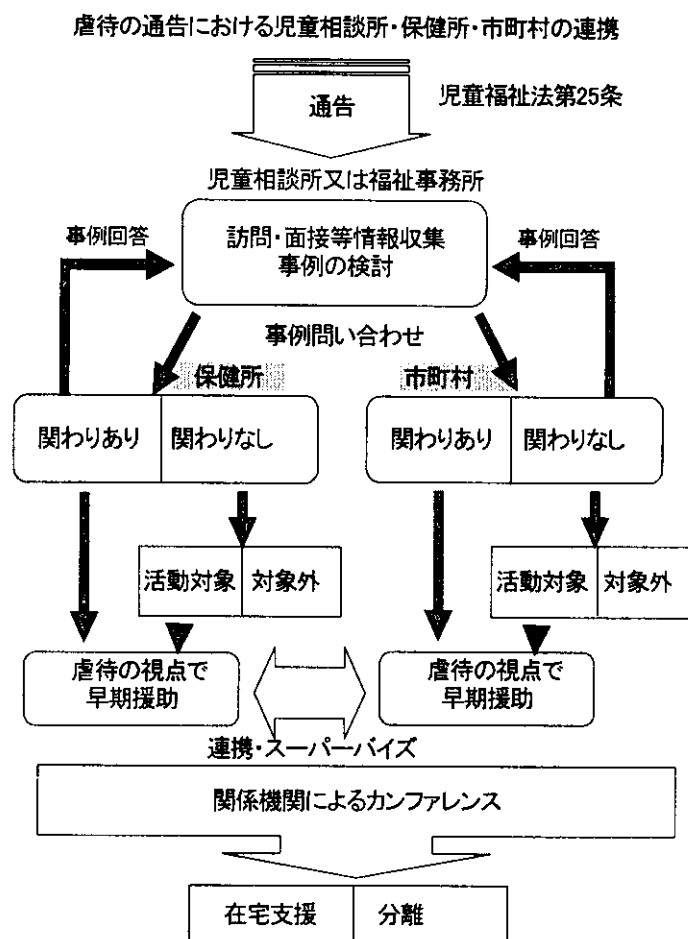 虐待の通告における児童相談所・保健所・市町村の連携
通告
児童福祉法第25条
児童相談所又は福祉事務所
事例回答
訪問・面接等情報収集
事例の検討
事例回答
事例問い合わせ
保健所
市町村
関わりあり
関わりなし
関わりあり
関わりなし
活動対象
対象外
活動対象
対象外
虐待の視点で
早期援助
虐待の視点で
早期援助
連携・スーパーバイズ
関係機関によるカンファレンス
在宅支援
分離